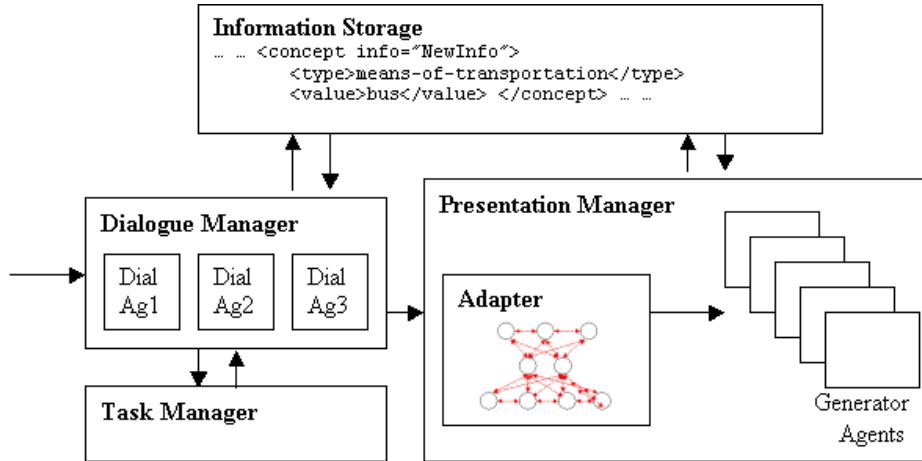 Information Storage
… … <concept info="NewInfo">
<type>means-of-transportation</type>
<value>bus</value> </concept> … …
Dialogue Manager
Dial Ag1
Dial Ag2
Dial Ag3
Task Manager
Presentation Manager
Adapter
Generator
Agents